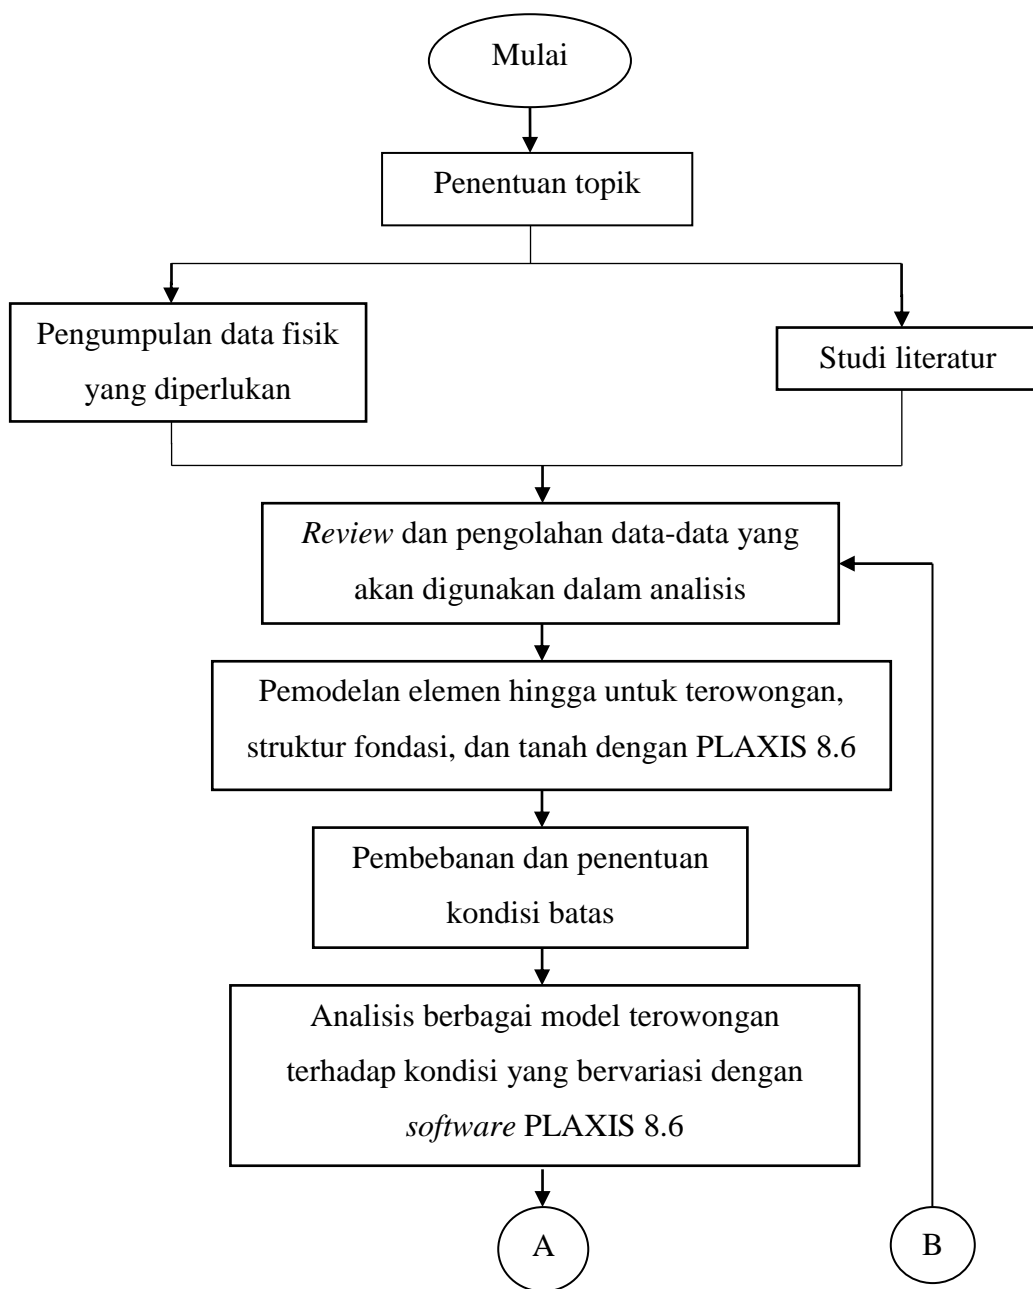 Mulai
Penentuan topik
Pengumpulan data fisik
yang diperlukan
Studi literatur
Review dan pengolahan data-data yang
akan digunakan dalam analisis
Pemodelan elemen hingga untuk terowongan,
struktur fondasi, dan tanah dengan PLAXIS 8.6
Pembebanan dan penentuan
kondisi batas
Analisis berbagai model terowongan
terhadap kondisi yang bervariasi dengan
software PLAXIS 8.6
A
B